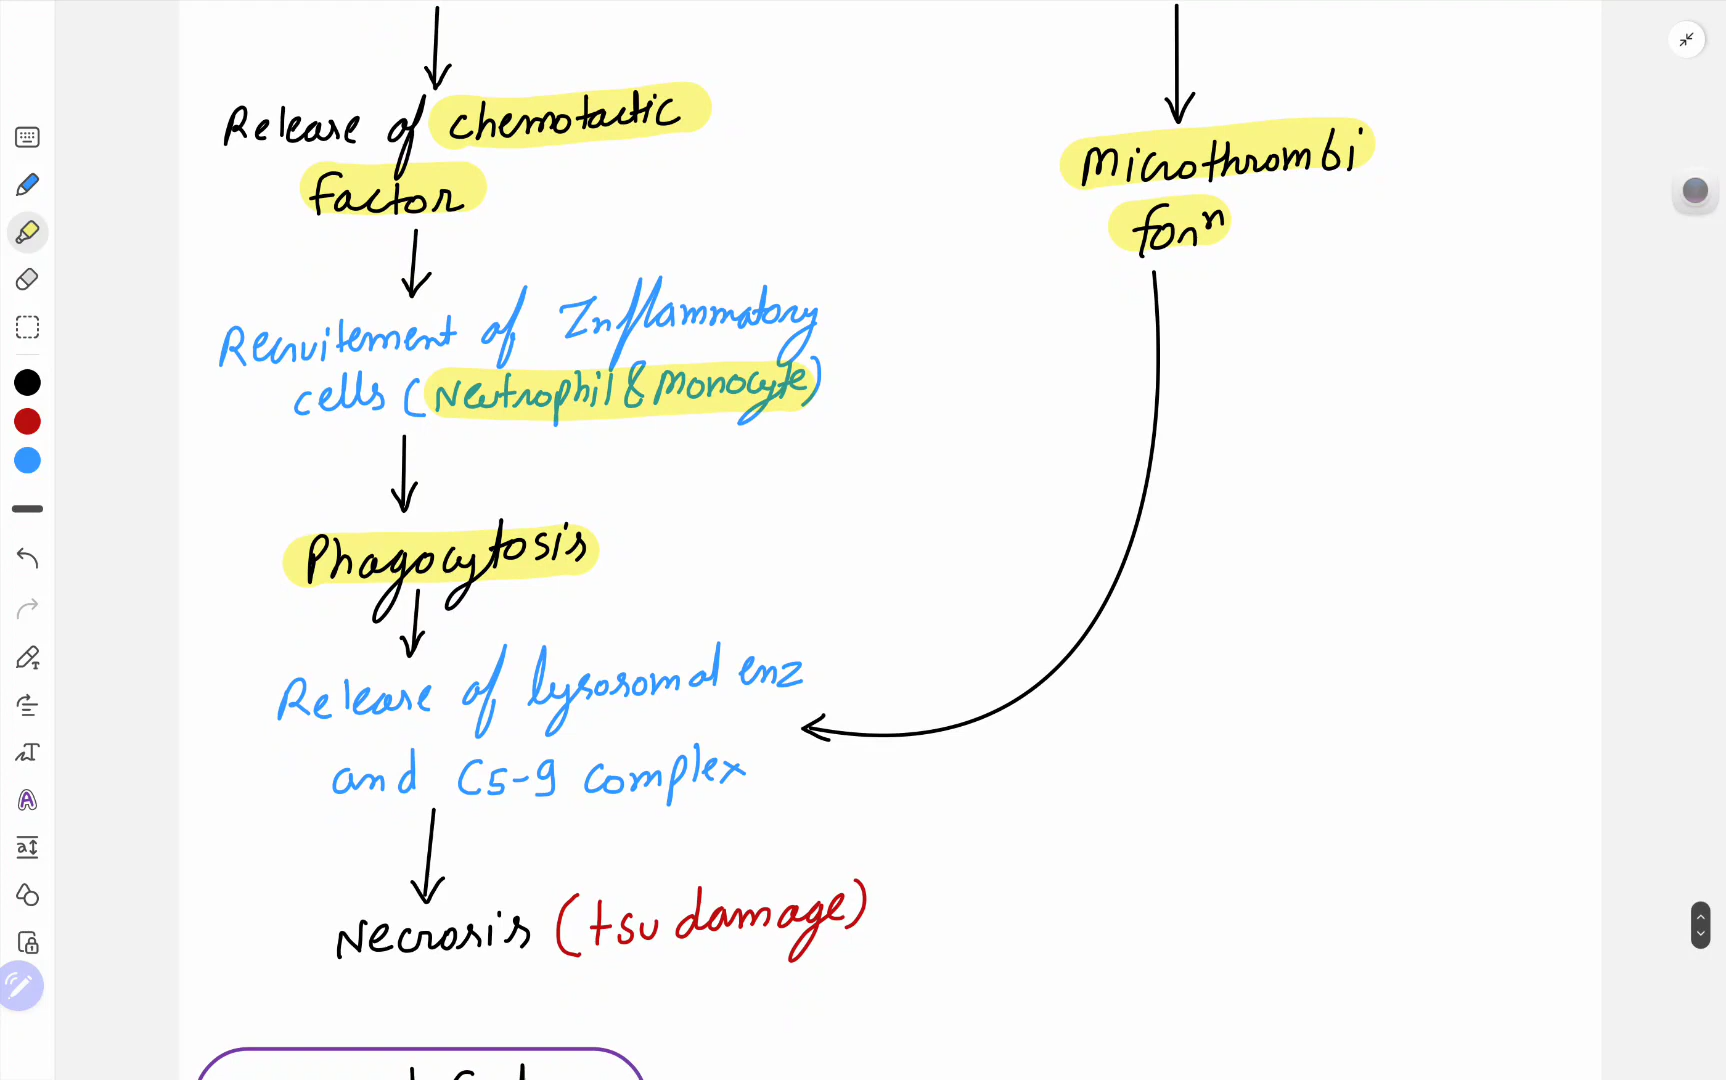 Release of chemotactic
factor
Microthrombi
forⁿ
Recruitement of Inflammatory
cells (Neutrophil & Monocyte)
Phagocytosis
Release of lysosomal enz
and C5-9 complex
Necrosis (tsu damage)